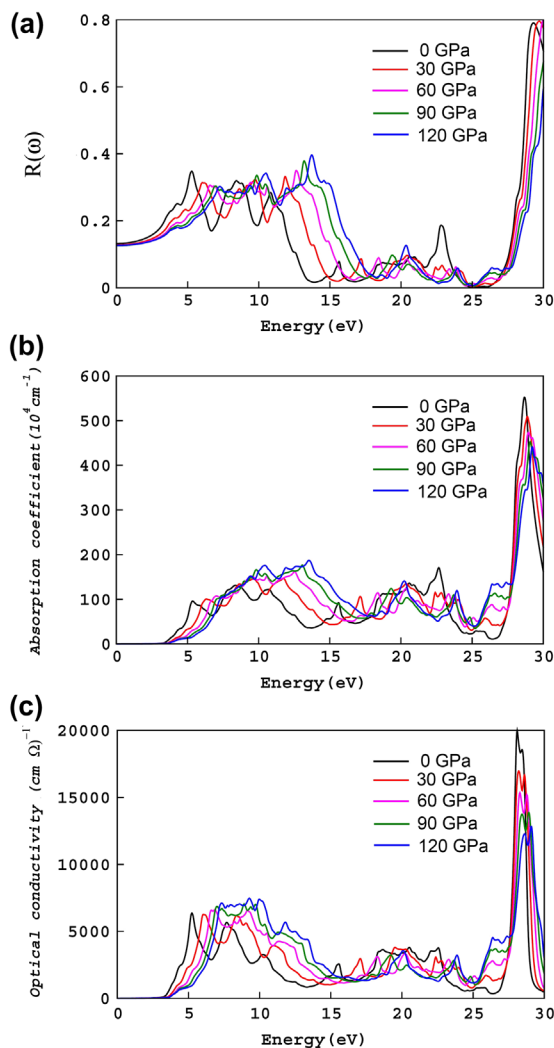 (a)
0.8
0.6
0.4
0.2
0
R(ω)
0 GPa
30 GPa
60 GPa
90 GPa
120 GPa
0 5 10 15 20 25 30
Energy(eV)
(b)
600
500
400
300
200
100
0
Absorption coefficient(10⁴cm⁻¹)
0 GPa
30 GPa
60 GPa
90 GPa
120 GPa
0 5 10 15 20 25 30
Energy(eV)
(c)
20000
15000
10000
5000
0
Optical conductivity (cm Ω)⁻¹
0 GPa
30 GPa
60 GPa
90 GPa
120 GPa
0 5 10 15 20 25 30
Energy(eV)